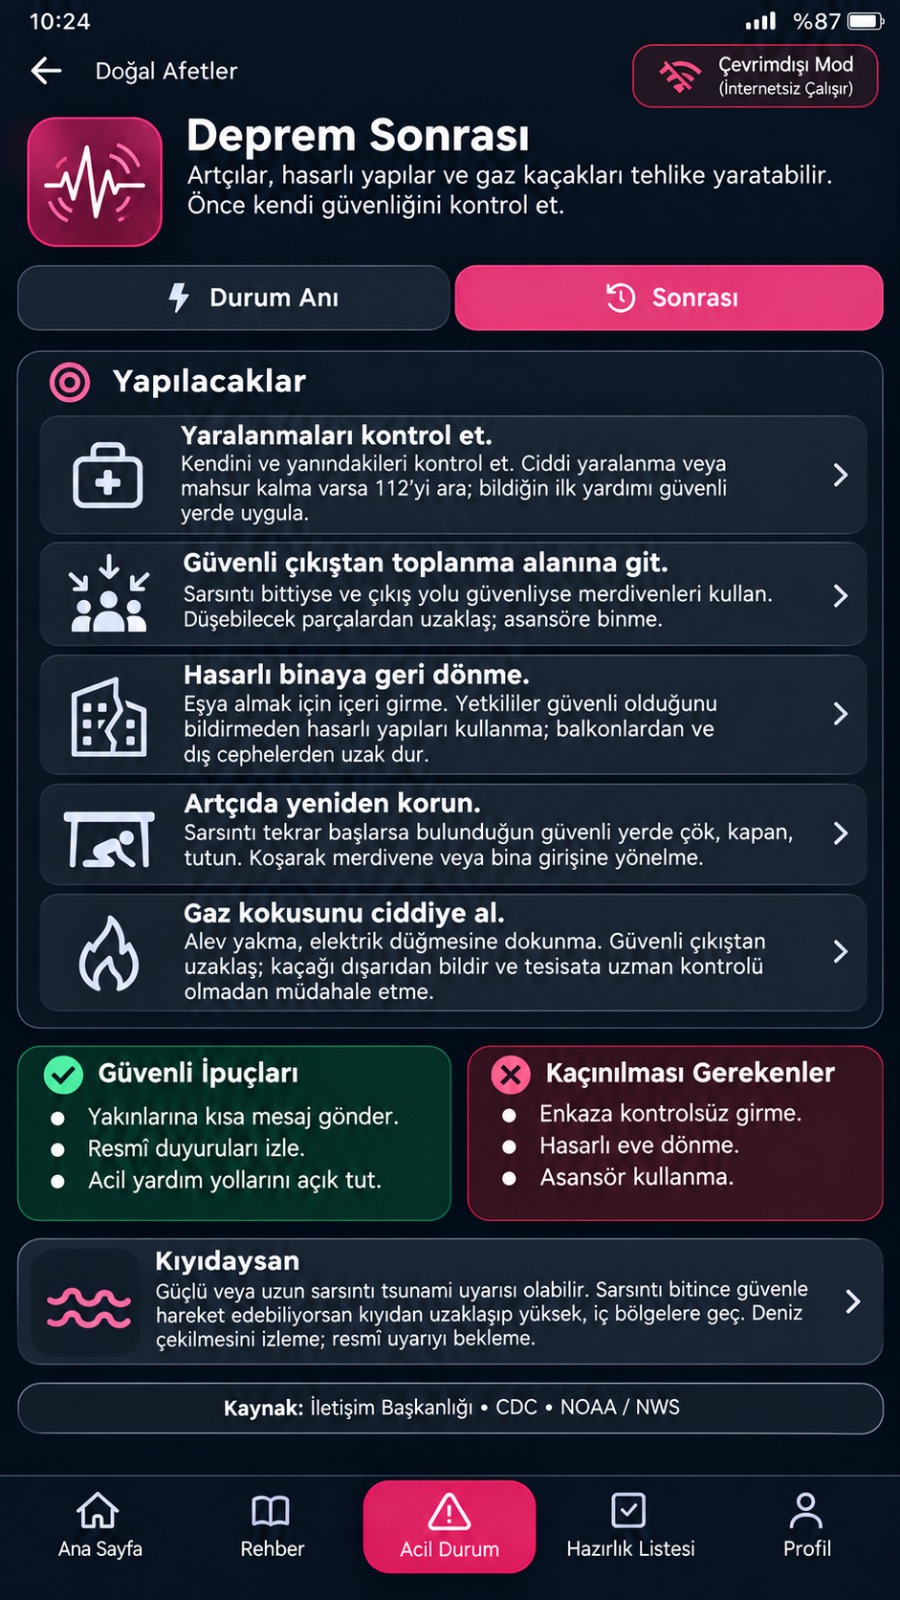 10:24
%87
Doğal Afetler
Çevrimdışı Mod
(İnternetsiz Çalışır)
Deprem Sonrası
Artçılar, hasarlı yapılar ve gaz kaçakları tehlike yaratabilir.
Önce kendi güvenliğini kontrol et.
Durum Anı
Sonrası
Yapılacaklar
Yaralanmaları kontrol et.
Kendini ve yanındakileri kontrol et. Ciddi yaralanma veya
mahsur kalma varsa 112'yi ara; bildiğin ilk yardımı güvenli
yerde uygula.
Güvenli çıkıştan toplanma alanına git.
Sarsıntı bittiyse ve çıkış yolu güvenliyse merdivenleri kullan.
Düşebilecek parçalardan uzaklaş; asansöre binme.
Hasarlı binaya geri dönme.
Eşya almak için içeri girme. Yetkililer güvenli olduğunu
bildirmeden hasarlı yapıları kullanma; balkonlardan ve
dış cephelerden uzak dur.
Artçıda yeniden korun.
Sarsıntı tekrar başlarsa bulunduğun güvenli yerde çök, kapan,
tutun. Koşarak merdivene veya bina girişine yönelme.
Gaz kokusunu ciddiye al.
Alev yakma, elektrik düğmesine dokunma. Güvenli çıkıştan
uzaklaş; kaçağı dışarıdan bildir ve tesisata uzman kontrolü
olmadan müdahale etme.
Güvenli İpuçları
Yakınlarına kısa mesaj gönder.
Resmî duyuruları izle.
Acil yardım yollarını açık tut.
Kaçınılması Gerekenler
Enkaza kontrolsüz girme.
Hasarlı eve dönme.
Asansör kullanma.
Kıyıdaysan
Güçlü veya uzun sarsıntı tsunami uyarısı olabilir. Sarsıntı bitince güvenle
hareket edebiliyorsan kıyıdan uzaklaşıp yüksek, iç bölgelere geç. Deniz
çekilmesini izleme; resmî uyarıyı bekleme.
Kaynak: İletişim Başkanlığı • CDC • NOAA / NWS
Ana Sayfa
Rehber
Acil Durum
Hazırlık Listesi
Profil